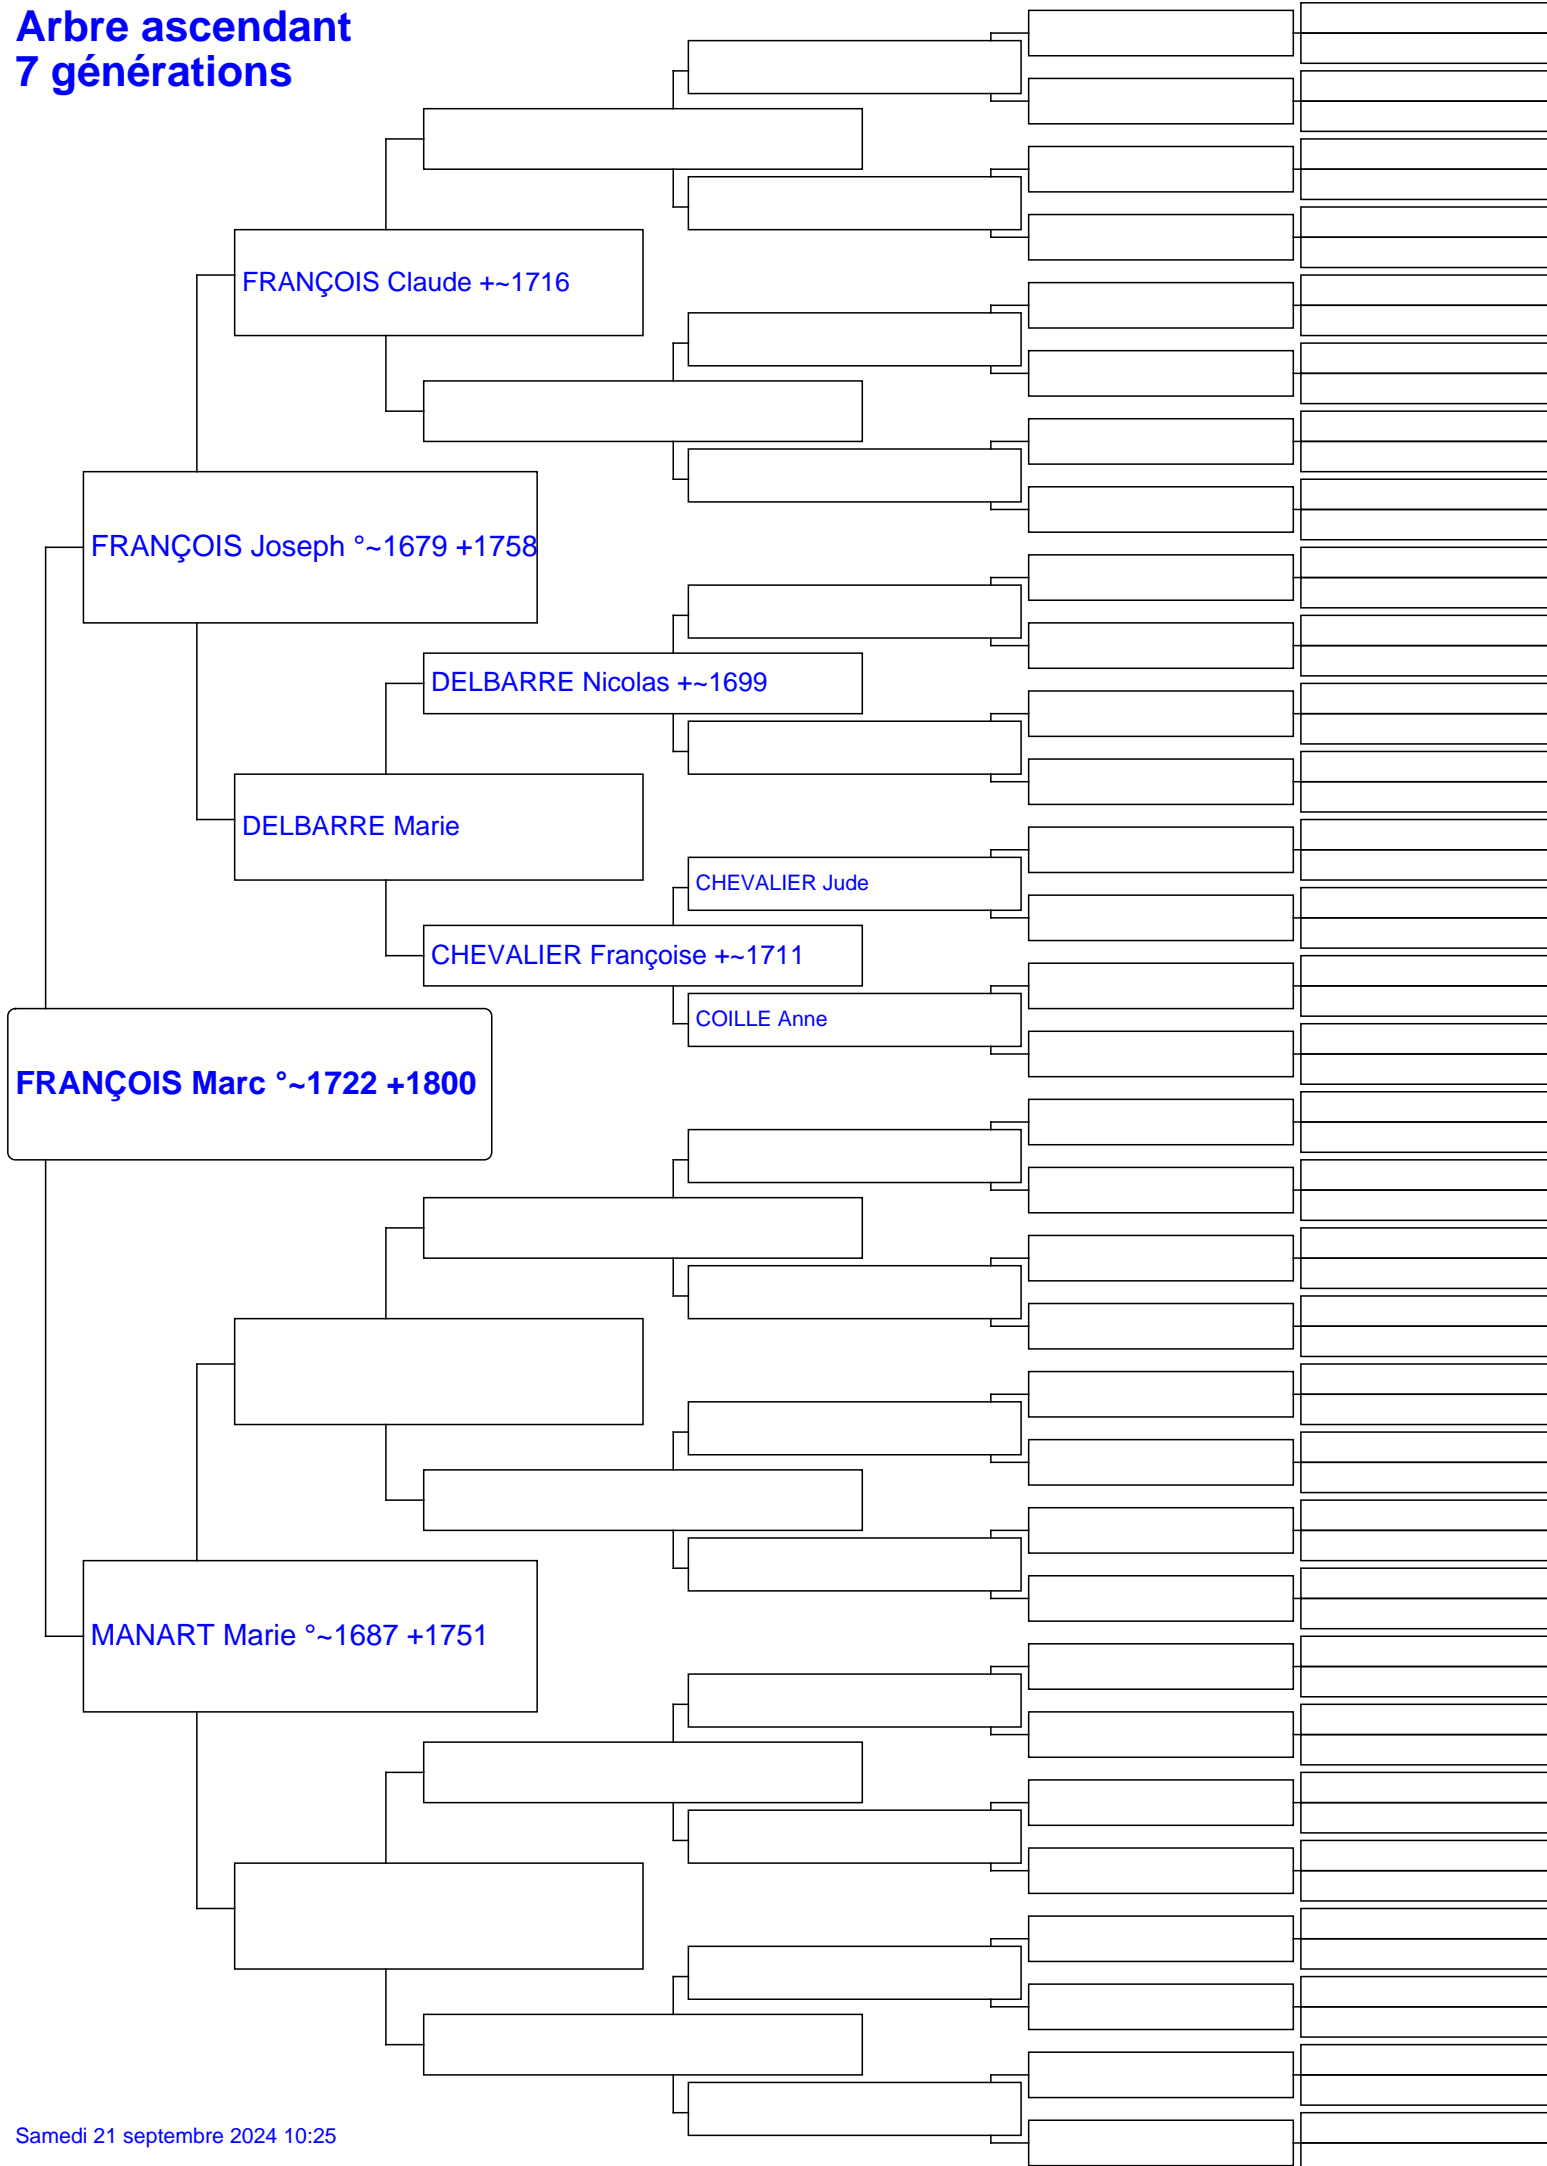 Arbre ascendant
7 générations
FRANÇOIS Claude +~1716
FRANÇOIS Joseph °~1679 +1758
DELBARRE Nicolas +~1699
DELBARRE Marie
CHEVALIER Jude
CHEVALIER Françoise +~1711
COILLE Anne
FRANÇOIS Marc °~1722 +1800
MANART Marie °~1687 +1751
Samedi 21 septembre 2024 10:25